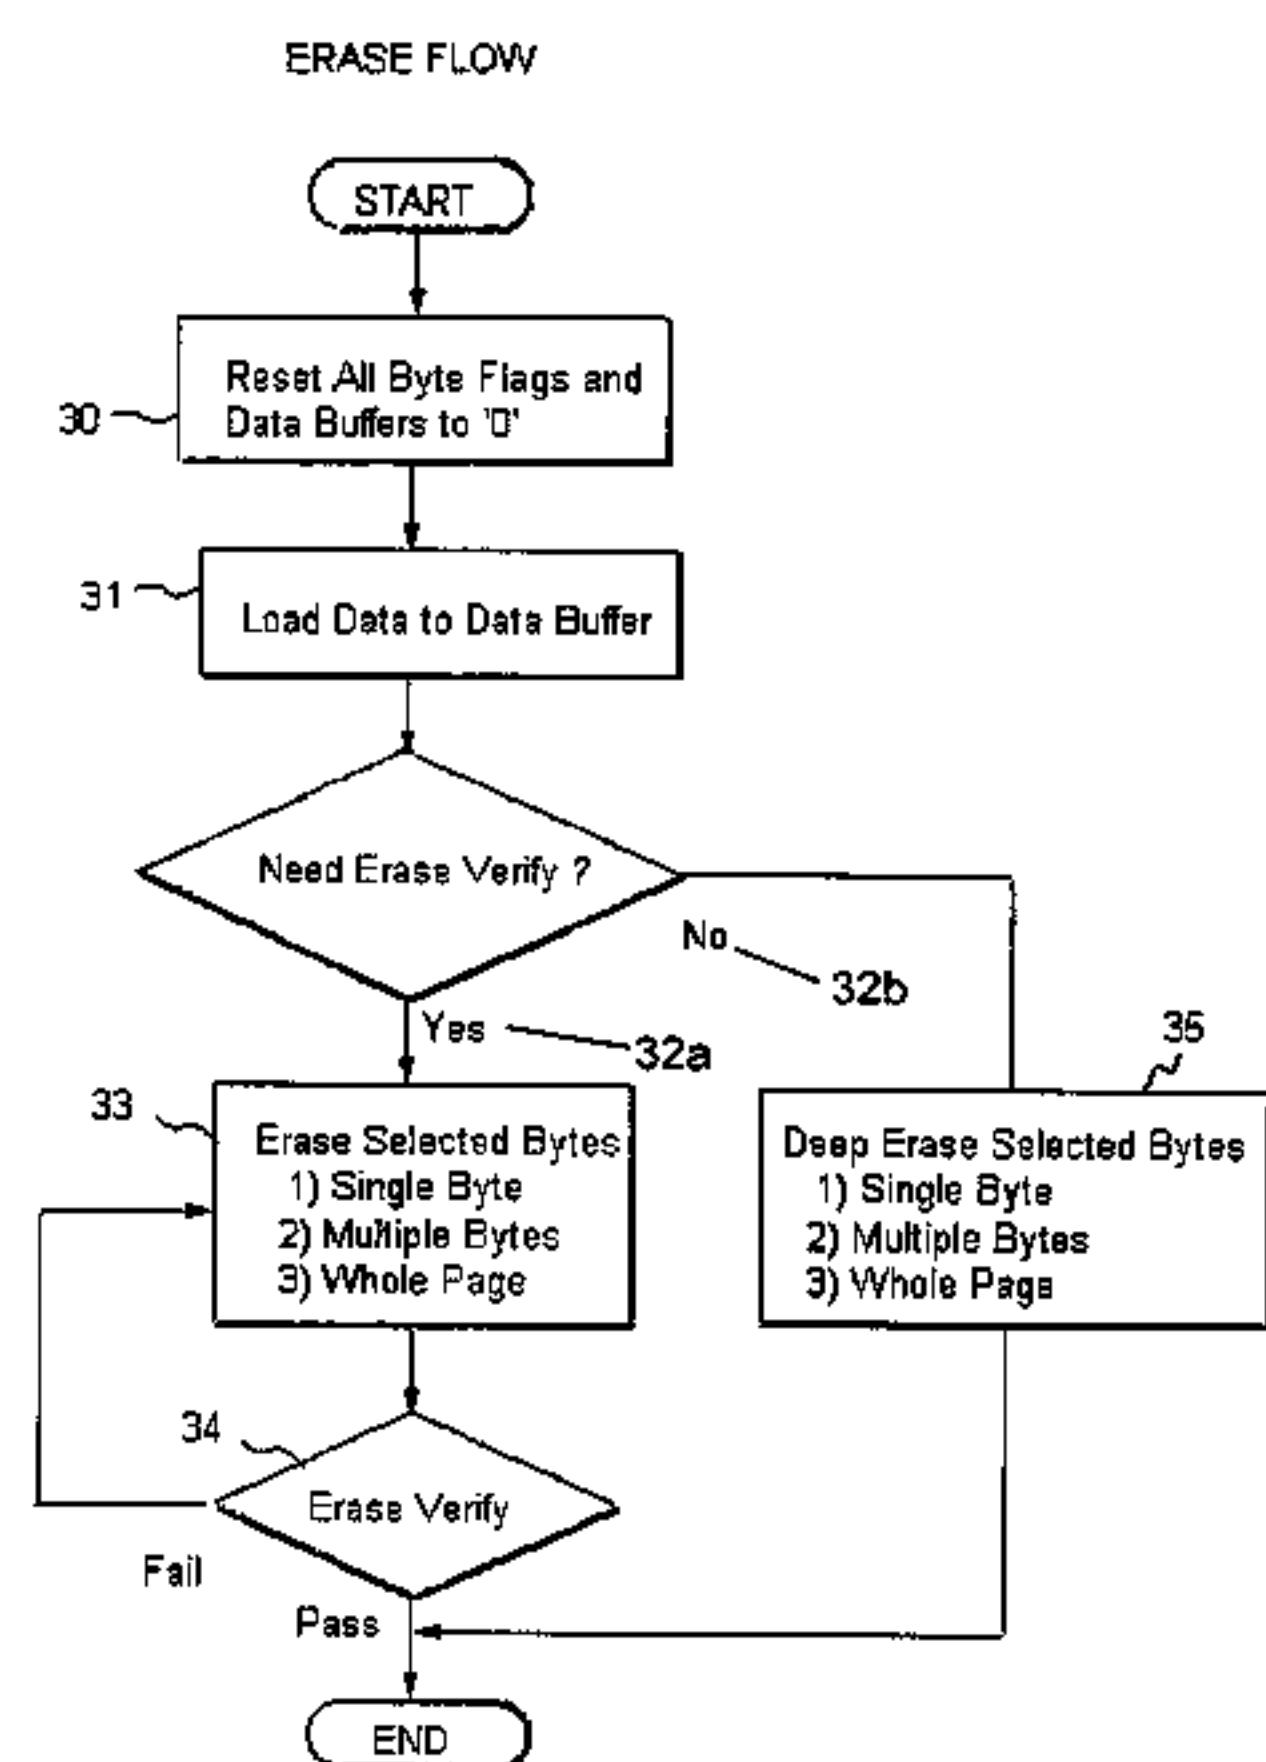 ERASE FLOW
START
Reset All Byte Flags and
Data Buffers to '0'
30
31
Load Data to Data Buffer
Need Erase Verify ?
No
32b
Yes
32a
35
33
Erase Selected Bytes
1) Single Byte
2) Multiple Bytes
3) Whole Page
Deep Erase Selected Bytes
1) Single Byte
2) Multiple Bytes
3) Whole Page
34
Erase Verify
Fail
Pass
END